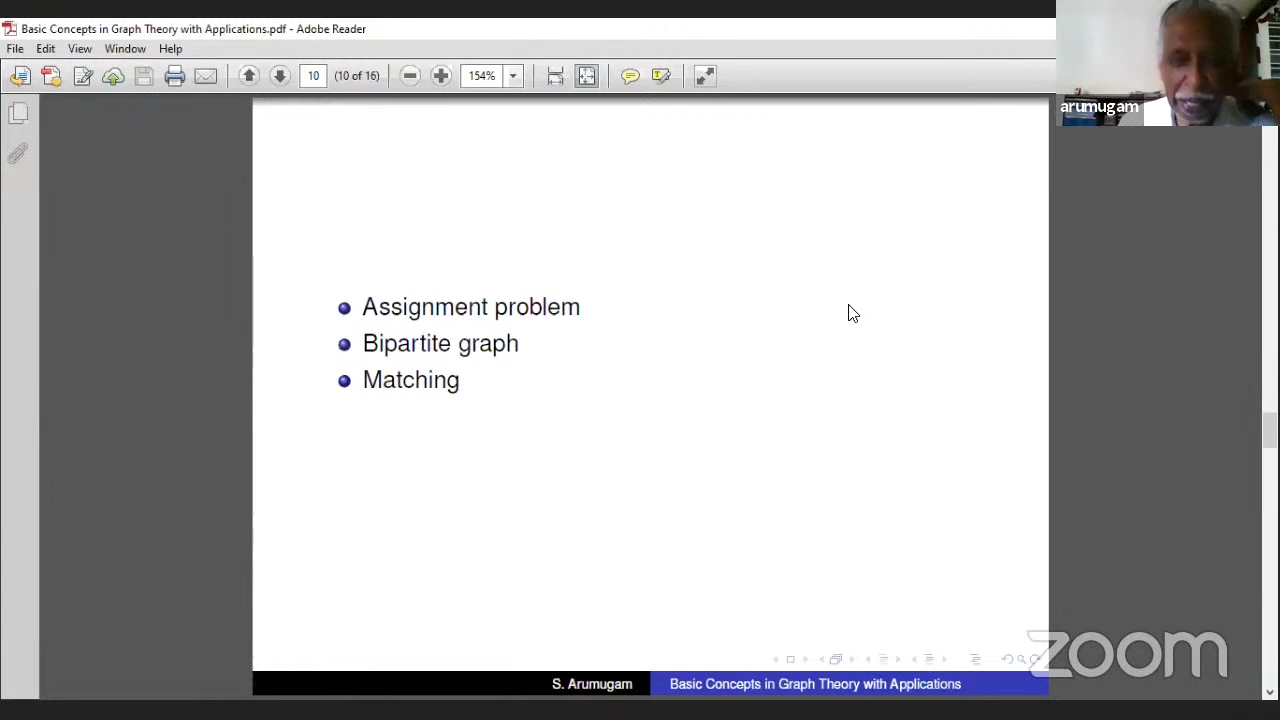 Basic Concepts in Graph Theory with Applications.pdf - Adobe Reader
File Edit View Window Help
10 (10 of 16) 154%
arumugam
Assignment problem
Bipartite graph
Matching
zoom
S. Arumugam Basic Concepts in Graph Theory with Applications